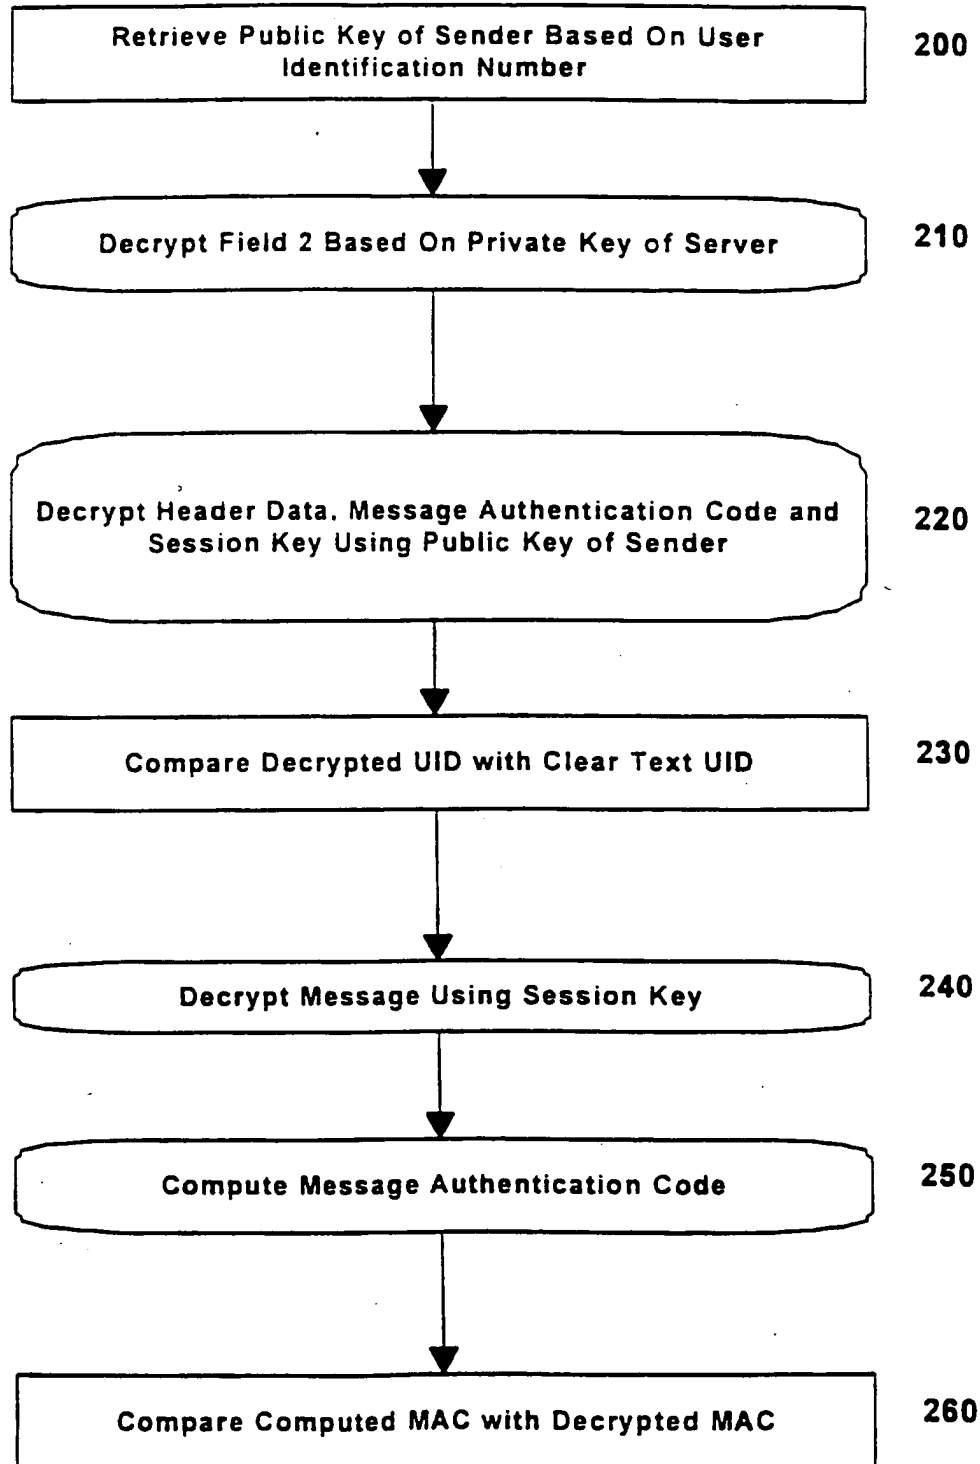 Retrieve Public Key of Sender Based On User
Identification Number
200
Decrypt Field 2 Based On Private Key of Server
210
Decrypt Header Data. Message Authentication Code and
Session Key Using Public Key of Sender
220
Compare Decrypted UID with Clear Text UID
230
Decrypt Message Using Session Key
240
Compute Message Authentication Code
250
Compare Computed MAC with Decrypted MAC
260